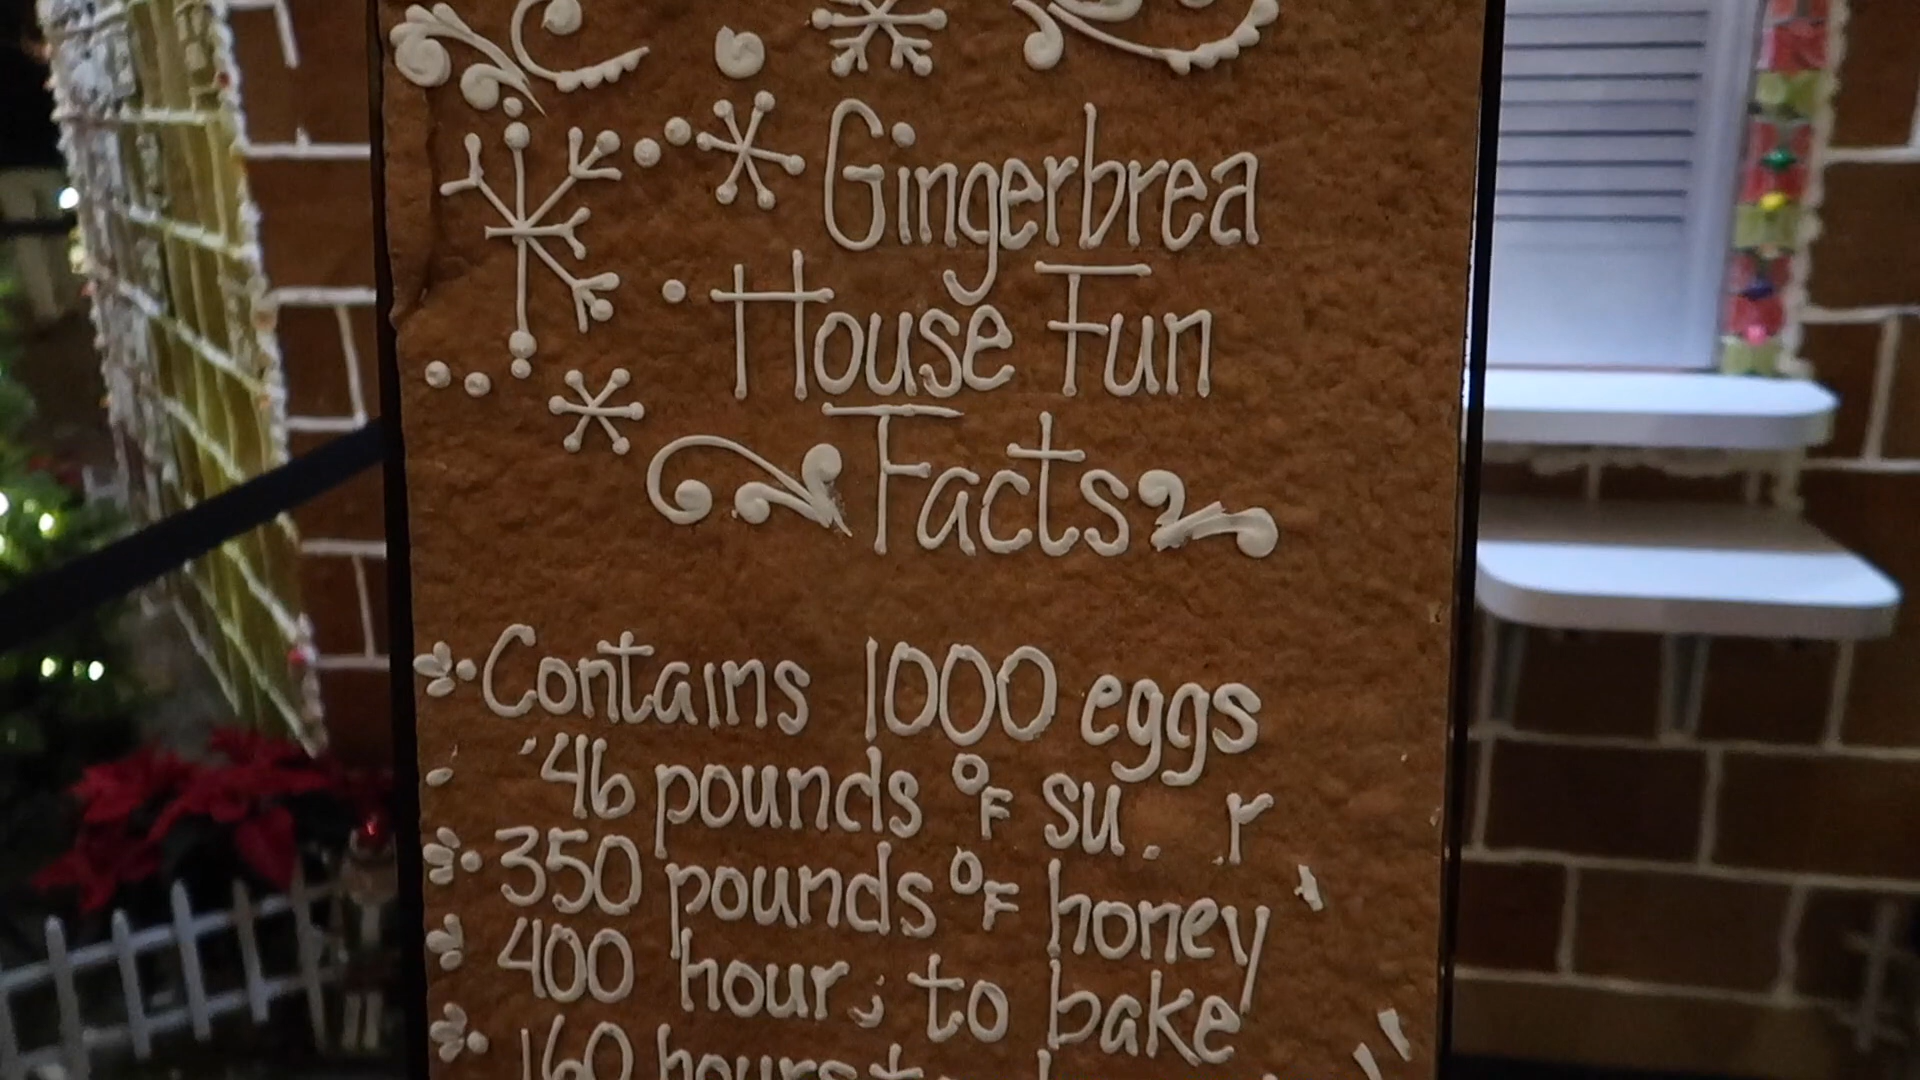 Gingerbrea
House Fun
Facts
Contains 1000 eggs
46 pounds of su r
350 pounds of honey
400 hours to bake
160 hours